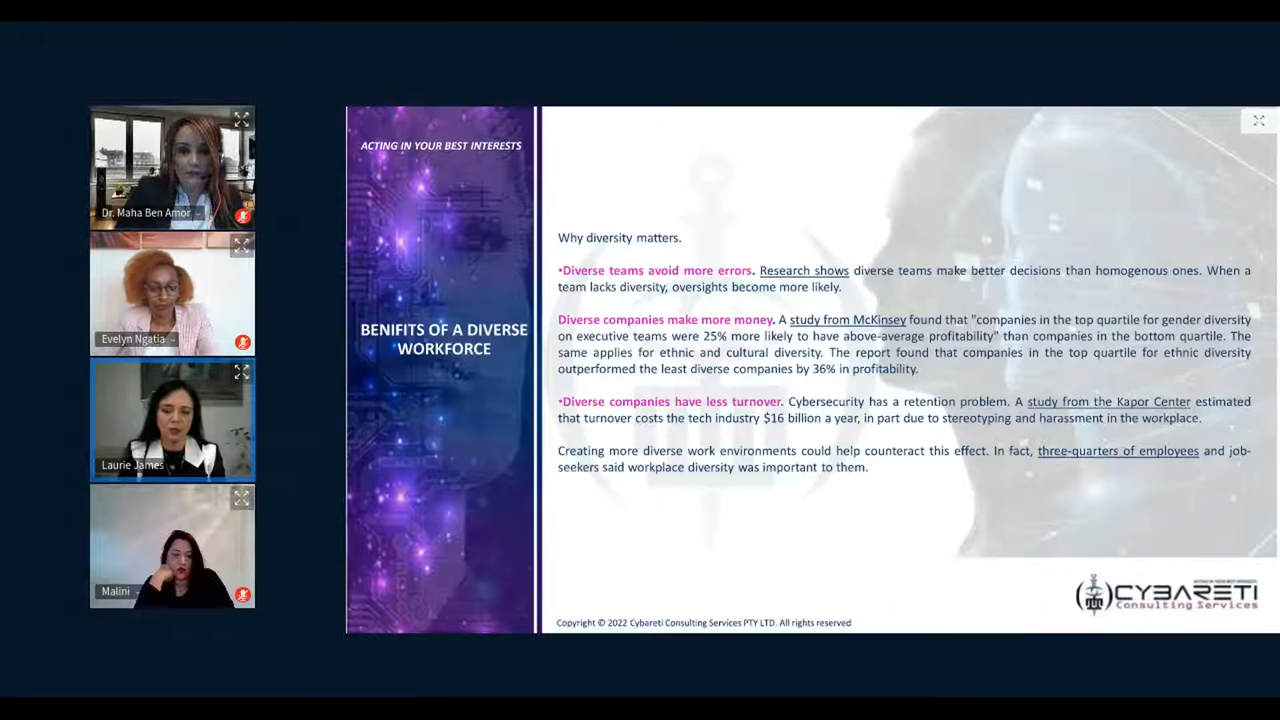 Dr. Maha Ben Amor
Evelyn Ngatia
Laurie James
Malini
ACTING IN YOUR BEST INTERESTS
BENIFITS OF A DIVERSE
WORKFORCE
Why diversity matters.
•Diverse teams avoid more errors. Research shows diverse teams make better decisions than homogenous ones. When a
team lacks diversity, oversights become more likely.
Diverse companies make more money. A study from McKinsey found that "companies in the top quartile for gender diversity
on executive teams were 25% more likely to have above-average profitability" than companies in the bottom quartile. The
same applies for ethnic and cultural diversity. The report found that companies in the top quartile for ethnic diversity
outperformed the least diverse companies by 36% in profitability.
•Diverse companies have less turnover. Cybersecurity has a retention problem. A study from the Kapor Center estimated
that turnover costs the tech industry $16 billion a year, in part due to stereotyping and harassment in the workplace.
Creating more diverse work environments could help counteract this effect. In fact, three-quarters of employees and job-
seekers said workplace diversity was important to them.
ACTING IN YOUR BEST INTERESTS
CYBARETI
Consulting Services
Copyright © 2022 Cybareti Consulting Services PTY LTD. All rights reserved